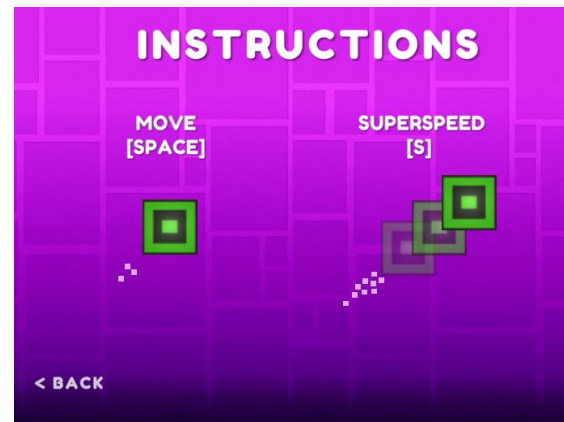 INSTRUCTIONS
MOVE
[SPACE]
SUPERSPEED
[S]
< BACK